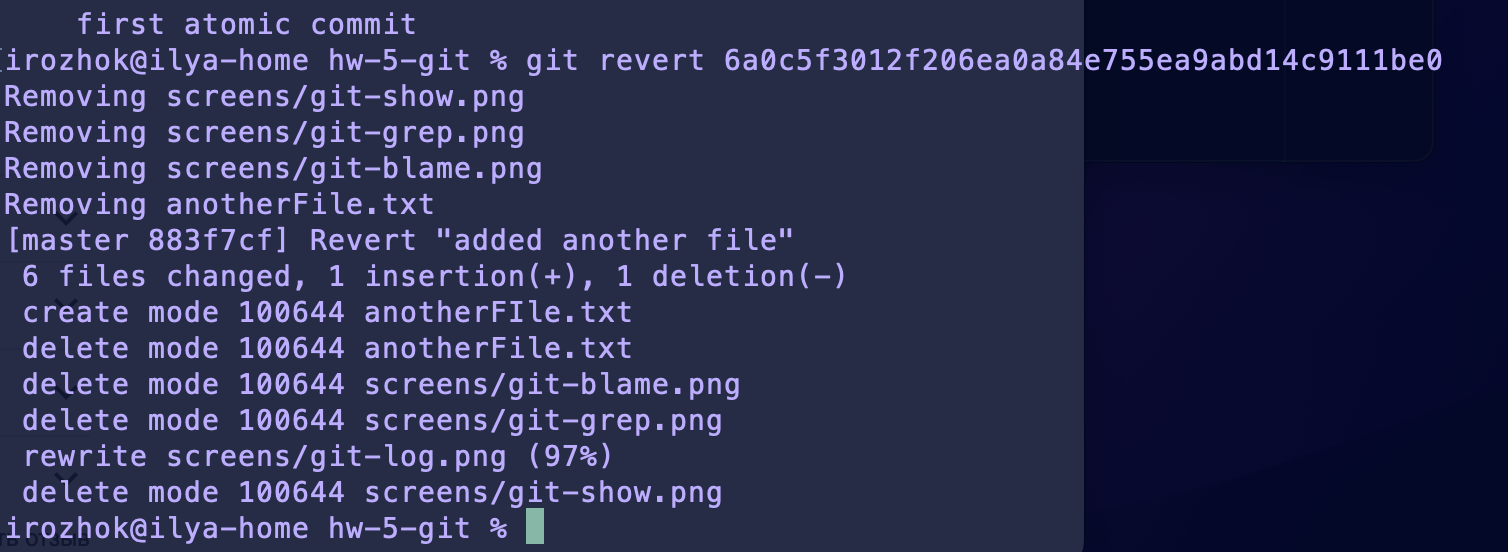 first atomic commit
irozhok@ilya-home hw-5-git % git revert 6a0c5f3012f206ea0a84e755ea9abd14c9111be0
Removing screens/git-show.png
Removing screens/git-grep.png
Removing screens/git-blame.png
Removing anotherFile.txt
[master 883f7cf] Revert "added another file"
6 files changed, 1 insertion(+), 1 deletion(-)
create mode 100644 anotherFIle.txt
delete mode 100644 anotherFile.txt
delete mode 100644 screens/git-blame.png
delete mode 100644 screens/git-grep.png
rewrite screens/git-log.png (97%)
delete mode 100644 screens/git-show.png
irozhok@ilya-home hw-5-git %